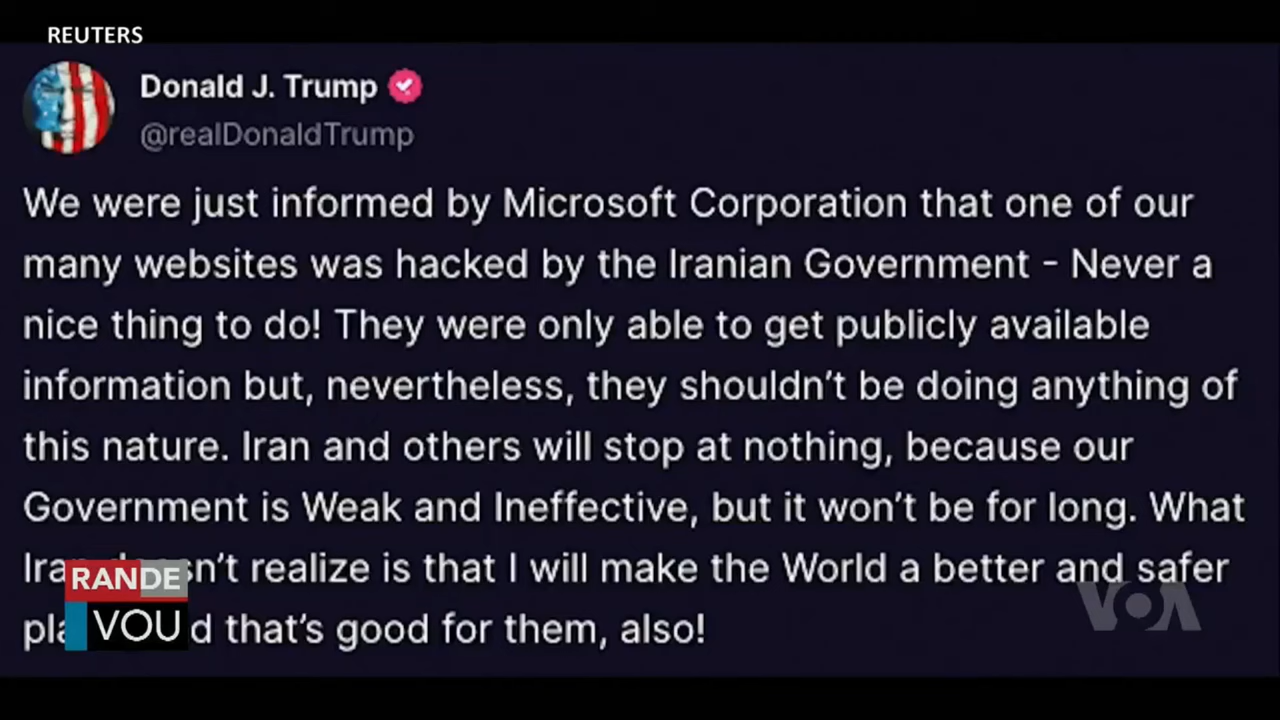 REUTERS
Donald J. Trump
@realDonaldTrump
We were just informed by Microsoft Corporation that one of our
many websites was hacked by the Iranian Government - Never a
nice thing to do! They were only able to get publicly available
information but, nevertheless, they shouldn't be doing anything of
this nature. Iran and others will stop at nothing, because our
Government is Weak and Ineffective, but it won't be for long. What
realize is that I will make the World a better and safer
that's good for them, also!
RANDE
VOU
VOA